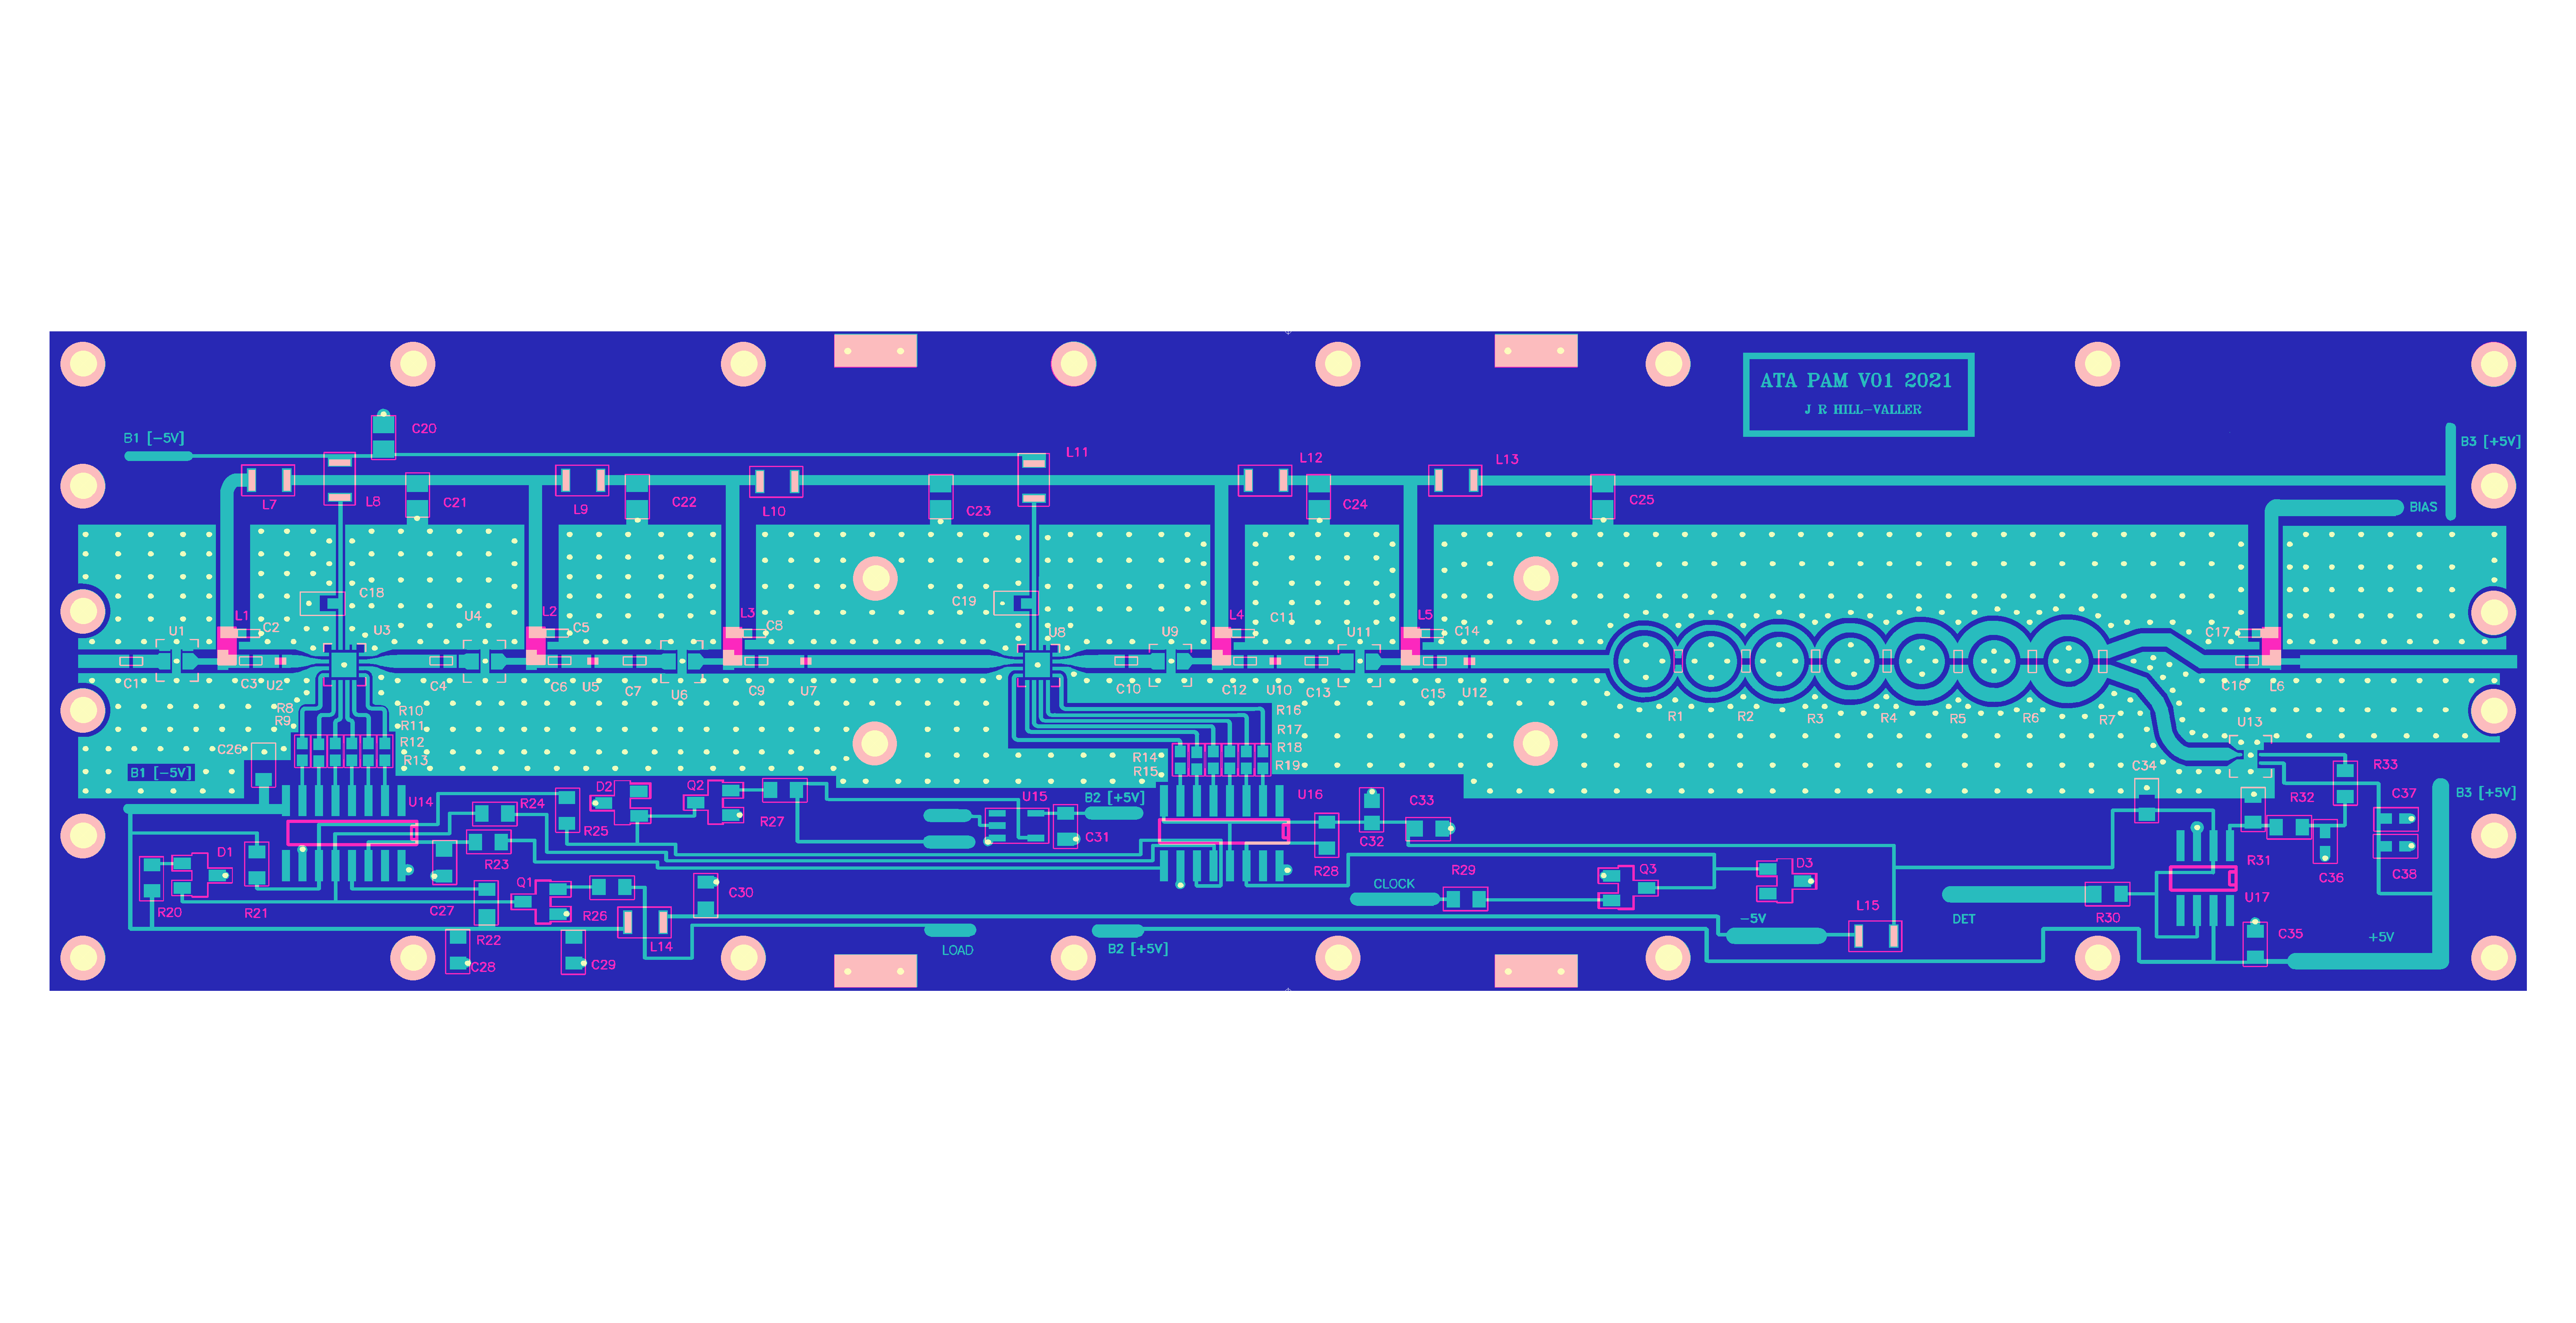 ATA PAM V01 2021
J R HILL-VALLER
C20
B1 [-5V]
B3 [+5V]
L11
L12
L13
L7
L8
C21
L9
C22
L10
C23
C24
C25
BIAS
C18
C19
L1
C2
U4
L2
C5
L3
C8
L4
C11
L5
C14
U1
U3
U8
U9
U11
C17
C1
C3
U2
C4
C6
U5
C7
U6
C9
U7
C10
C12
U10
C13
C15
U12
C16
L6
R8
R9
R10
R11
R12
R13
R16
R17
R18
R19
R14
R15
R1
R2
R3
R4
R5
R6
R7
U13
C26
B1 [-5V]
C34
R33
U14
R24
D2
Q2
R27
U15
B2 [+5V]
U16
C33
R32
C37
B3 [+5V]
R25
C31
C32
D1
R23
R28
R29
Q3
D3
R31
C36
C38
R20
R21
C27
Q1
R26
C30
CLOCK
L15
U17
R22
L14
-5V
DET
R30
C35
C28
C29
LOAD
B2 [+5V]
+5V